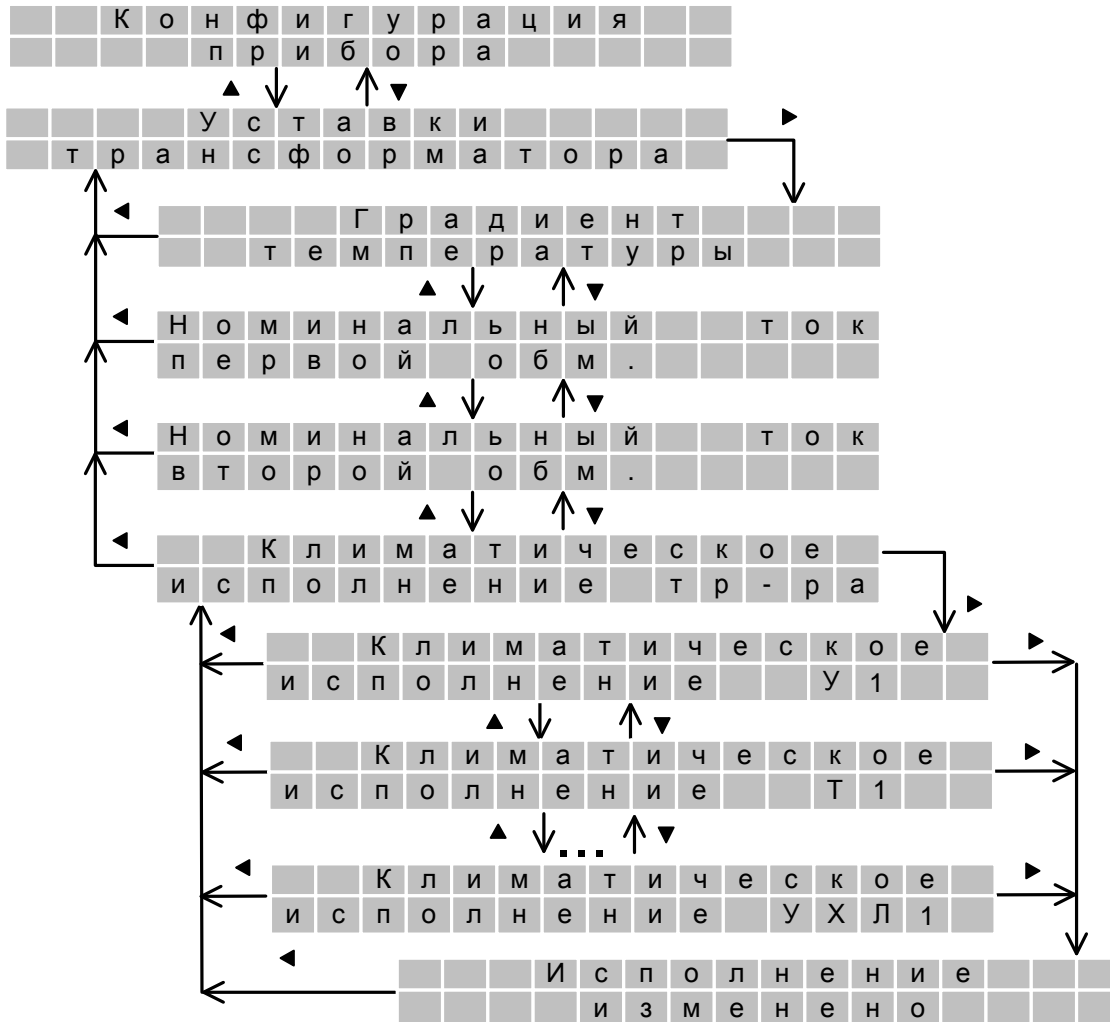 Конфигурация
прибора
Уставки
трансформатора
Градиент
температуры
Номинальный ток
первой обм.
Номинальный ток
второй обм.
Климатическое
исполнение тр-ра
Климатическое
исполнение У1
Климатическое
исполнение Т1
...
Климатическое
исполнение УХЛ1
Исполнение
изменено